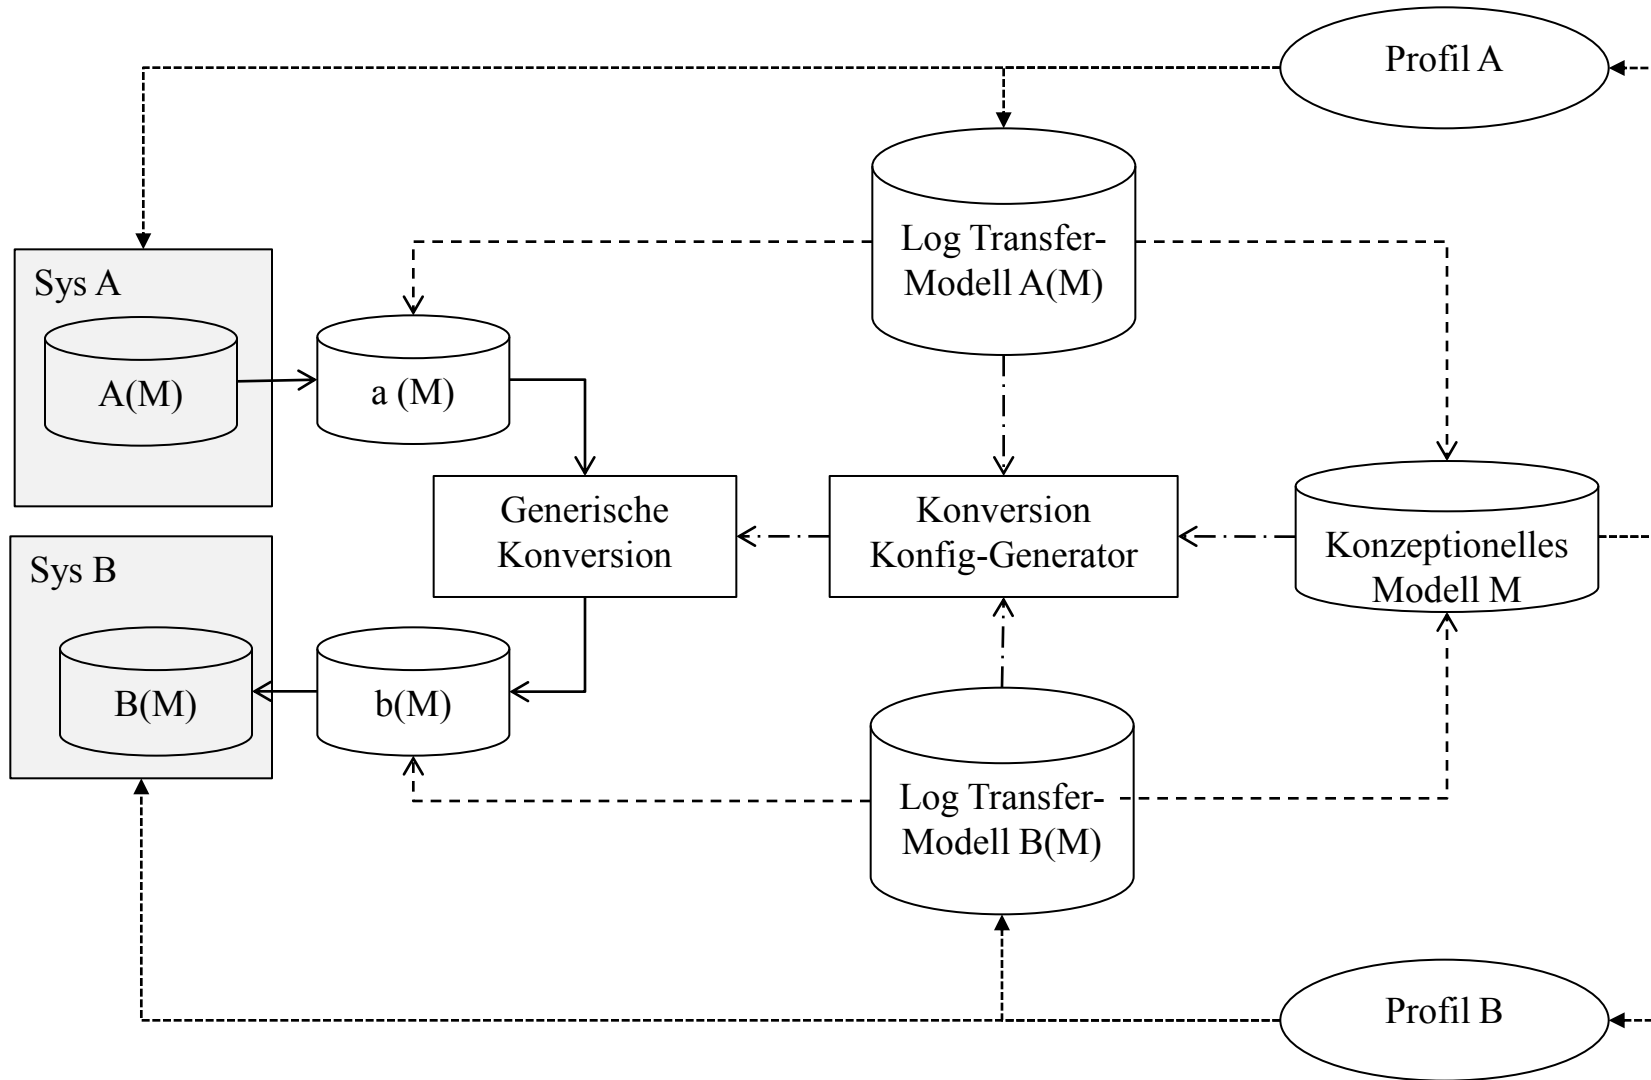 Profil A
Log Transfer-
Modell A(M)
Sys A
A(M)
a (M)
Generische
Konversion
Konversion
Konfig-Generator
Konzeptionelles
Modell M
Sys B
B(M)
b(M)
Log Transfer-
Modell B(M)
Profil B